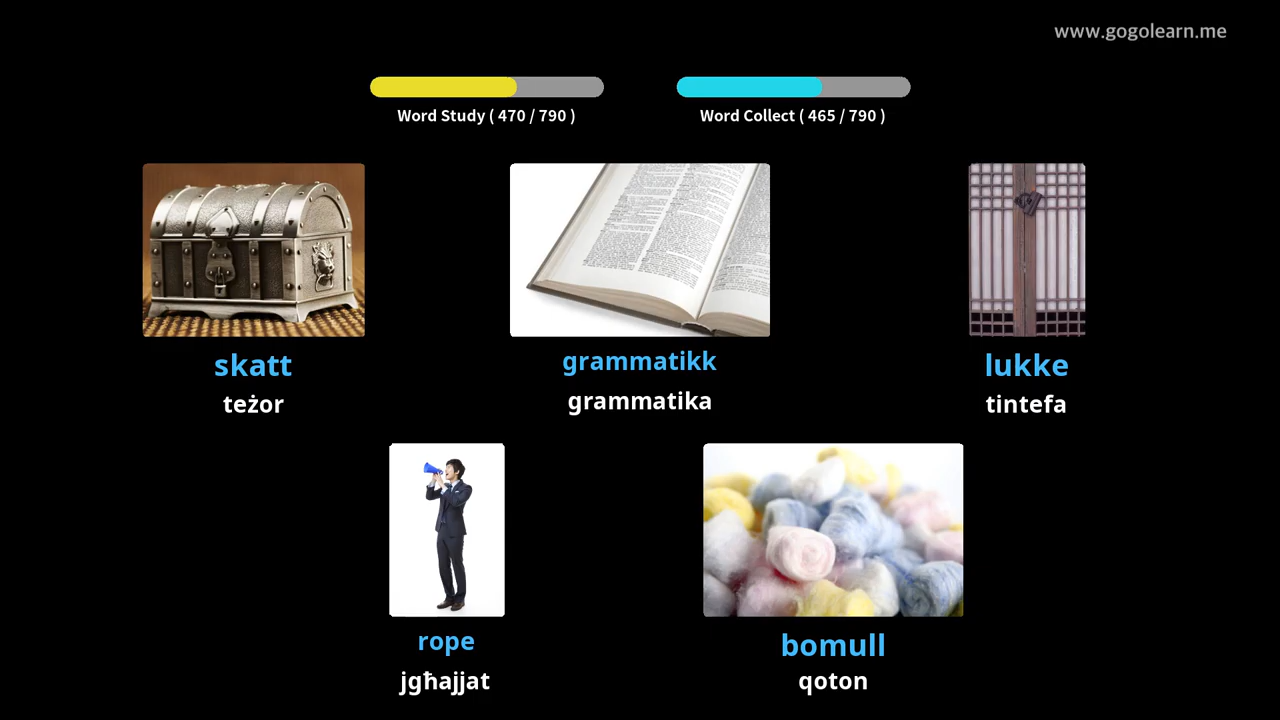 www.gogolearn.me
Word Study ( 470 / 790 )
Word Collect ( 465 / 790 )
skatt
teżor
grammatikk
grammatika
lukke
tintefa
rope
jgħajjat
bomull
qoton